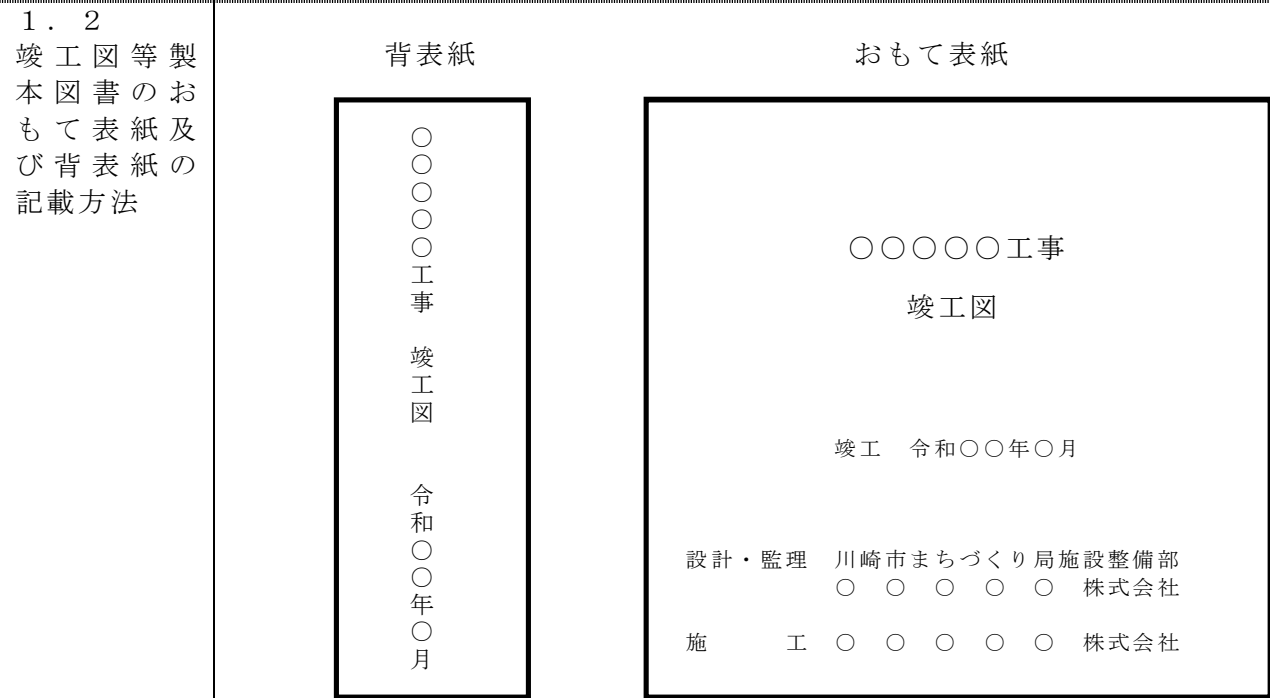 １．２
竣工図等製
本図書のお
もて表紙及
び背表紙の
記載方法
背表紙
○○○○○工事　竣工図　令和○○年○月
おもて表紙
○○○○○工事
竣工図
竣工　令和○○年○月
設計・監理　川崎市まちづくり局施設整備部
○　○　○　○　○　株式会社
施　　工　○　○　○　○　○　株式会社